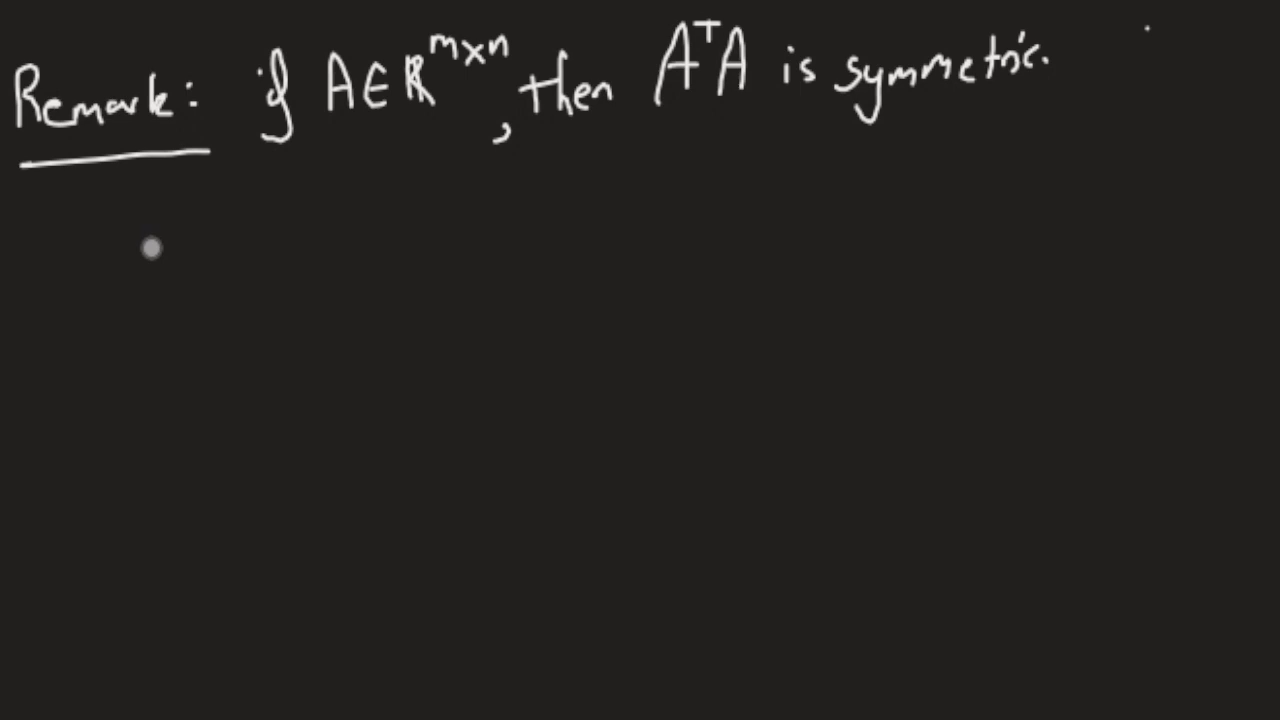 Remark: if A∈ℝ^{m×n}, then AᵀA is symmetric.